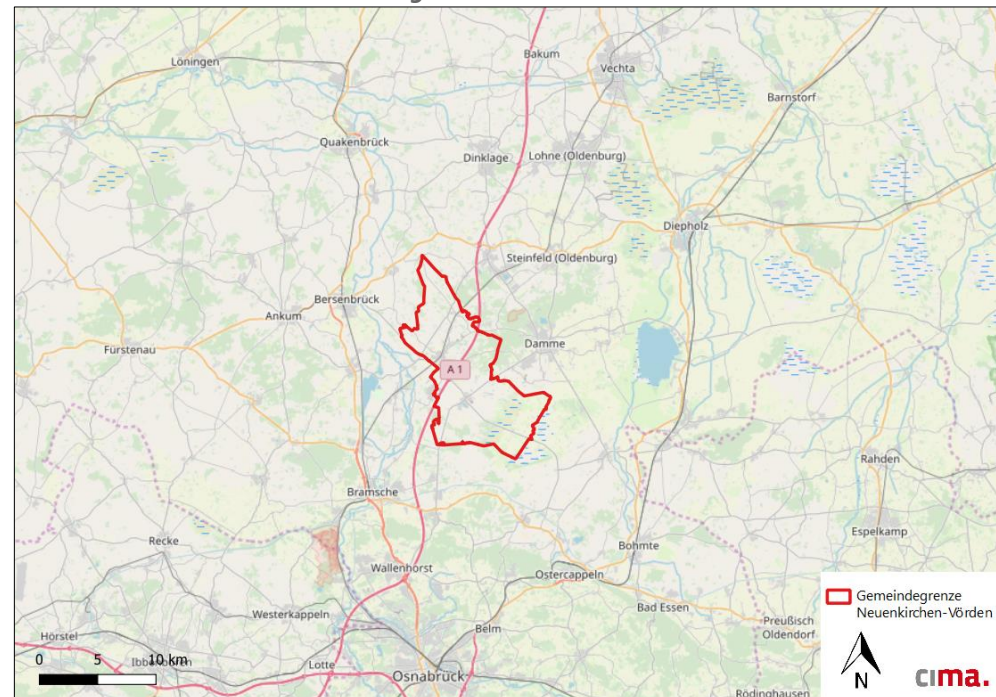 Bakum
Löningen
Vechta
Barnstorf
Quakenbrück
Dinklage
Lohne (Oldenburg)
Diepholz
Steinfeld (Oldenburg)
Bersenbrück
Ankum
Damme
Fürstenau
A 1
Rahden
Bramsche
Espelkamp
Recke
Bohmte
Wallenhorst
Ostercappeln
Westerkappeln
Bad Essen
Preußisch
Oldendorf
Belm
Hörstel
Lotte
Osnabrück
Rödinghausen
0 5 10 km
Gemeindegrenze
Neuenkirchen-Vörden
N
cima.